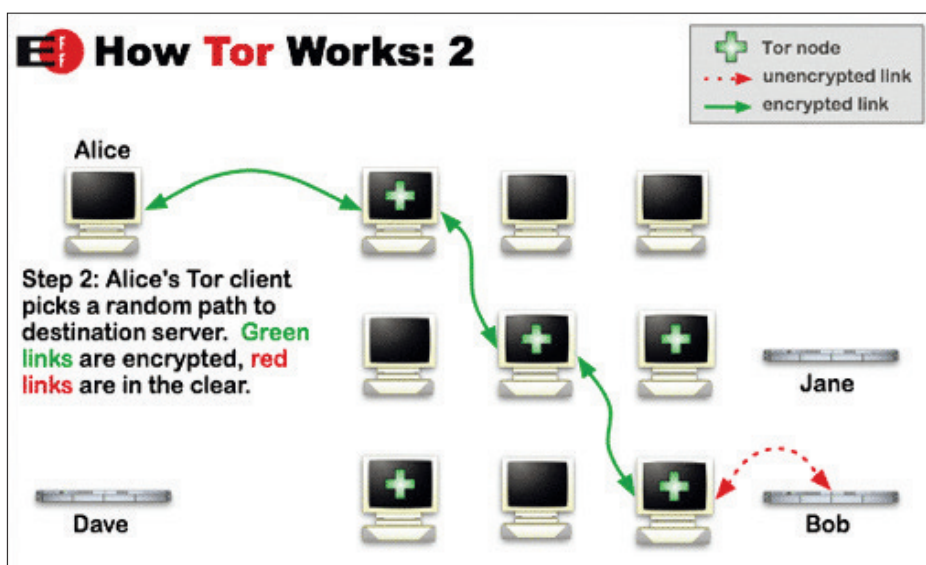 EFF How Tor Works: 2
Tor node
unencrypted link
encrypted link
Alice
Step 2: Alice's Tor client
picks a random path to
destination server. Green
links are encrypted, red
links are in the clear.
Jane
Dave
Bob